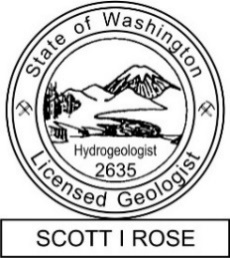 State of Washington
Hydrogeologist
2635
Licensed Geologist
SCOTT I ROSE